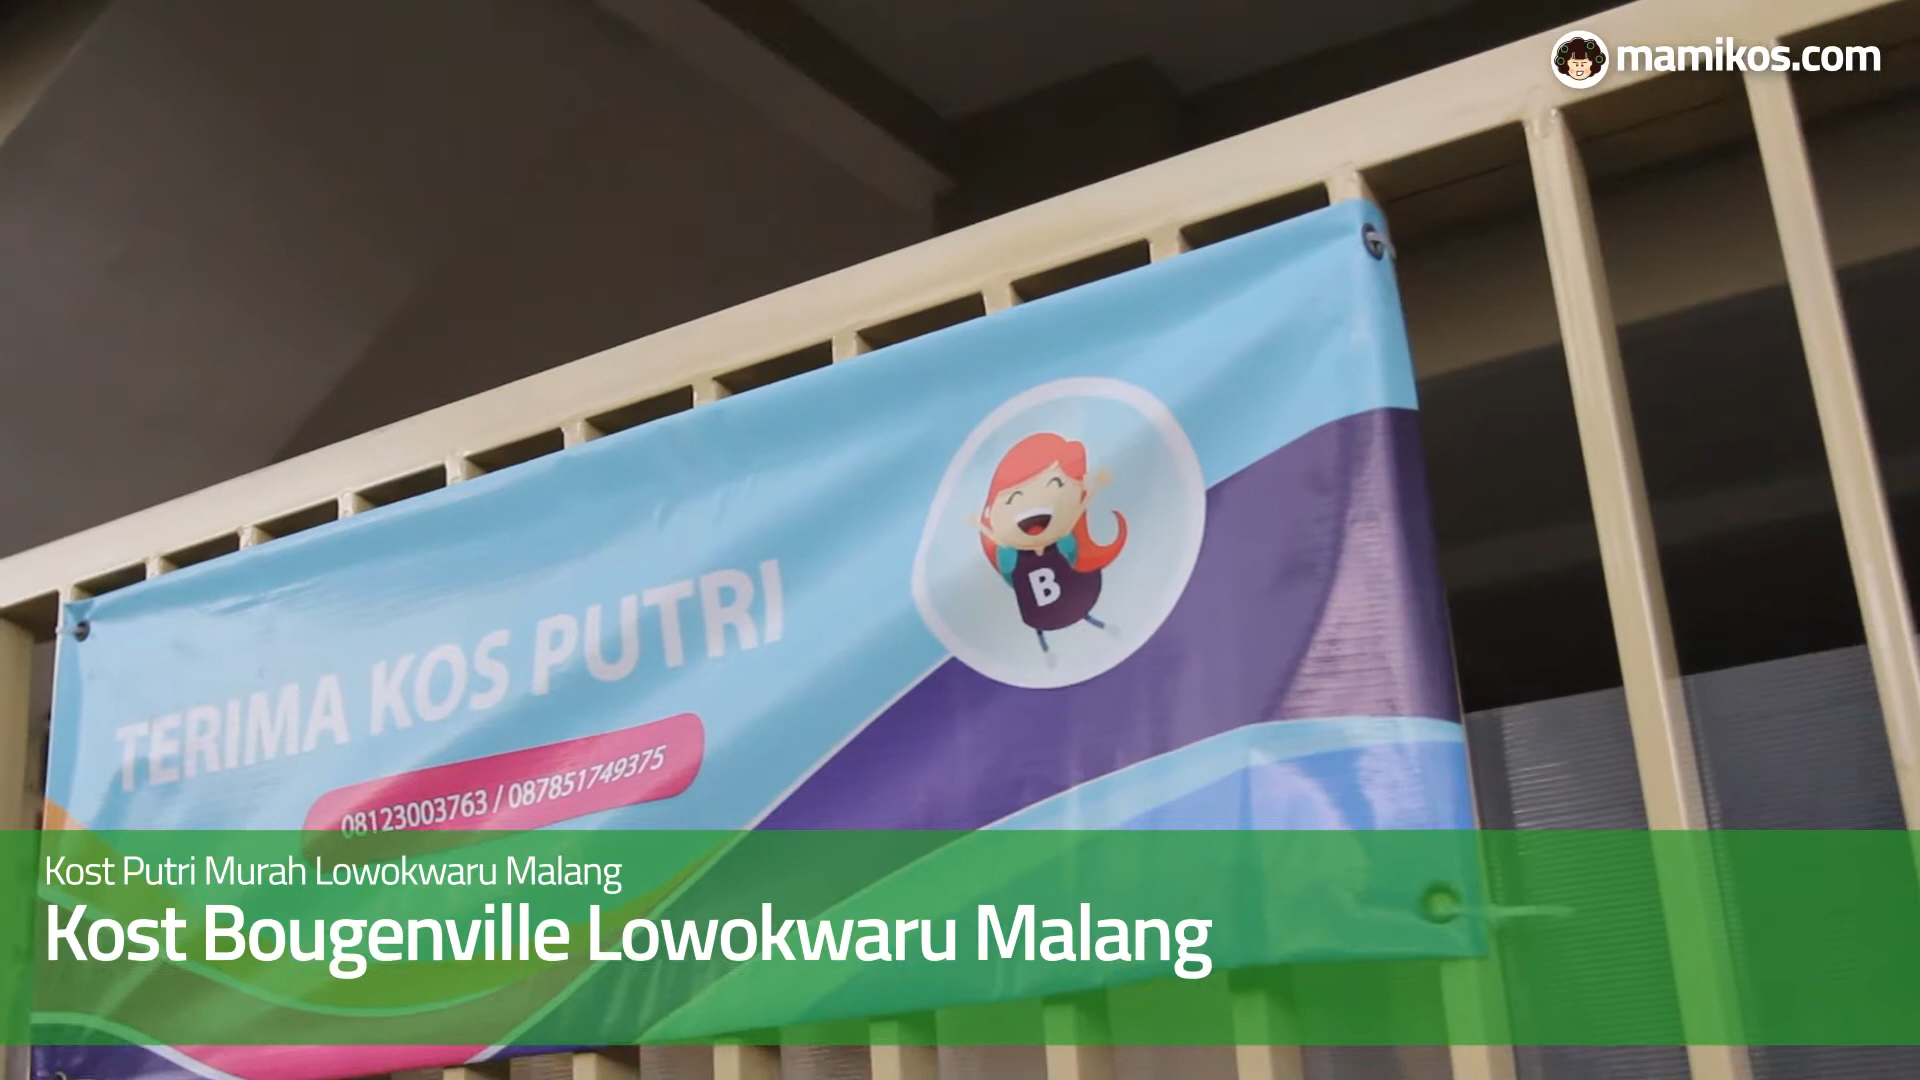 mamikos.com
TERIMA KOS PUTRI
B
08123003763 / 087851749375
Kost Putri Murah Lowokwaru Malang
Kost Bougenville Lowokwaru Malang